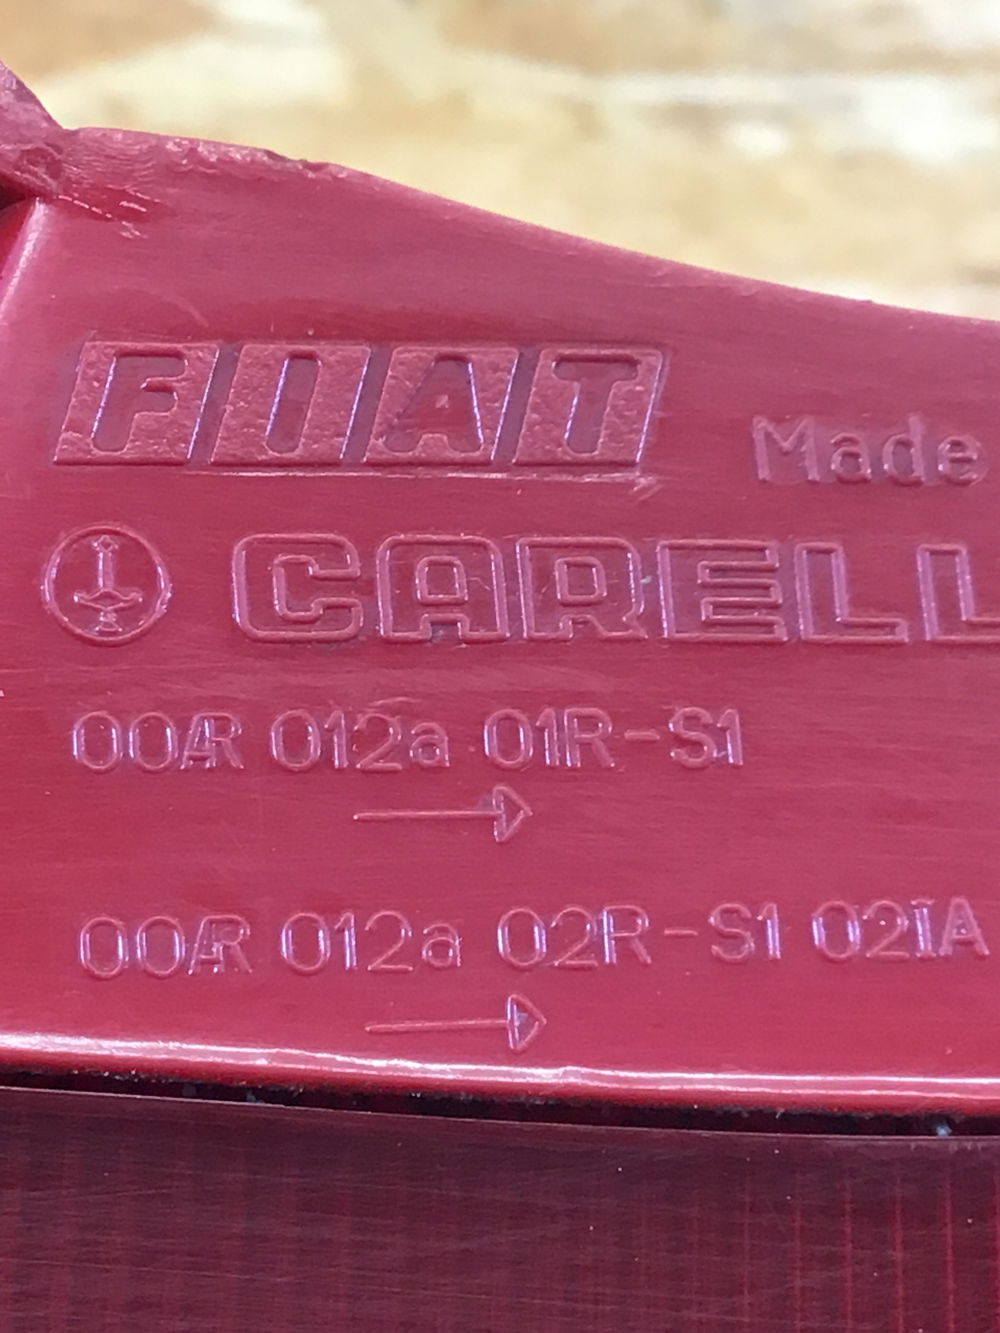 FIAT Made
CARELL
00AR 012a 01R-S1
00AR 012a 02R-S1 02IA